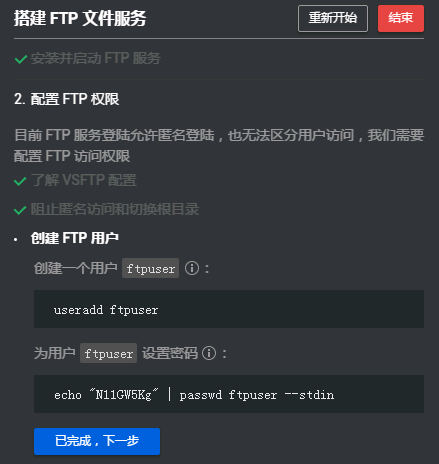 搭建 FTP 文件服务
重新开始
结束
安装并启动 FTP 服务
2. 配置 FTP 权限
目前 FTP 服务登陆允许匿名登陆，也无法区分用户访问，我们需要
配置 FTP 访问权限
了解 VSFTP 配置
阻止匿名访问和切换根目录
创建 FTP 用户
创建一个用户 ftpuser ：
useradd ftpuser
为用户 ftpuser 设置密码 ：
echo "N11GW5Kg" | passwd ftpuser --stdin
已完成，下一步